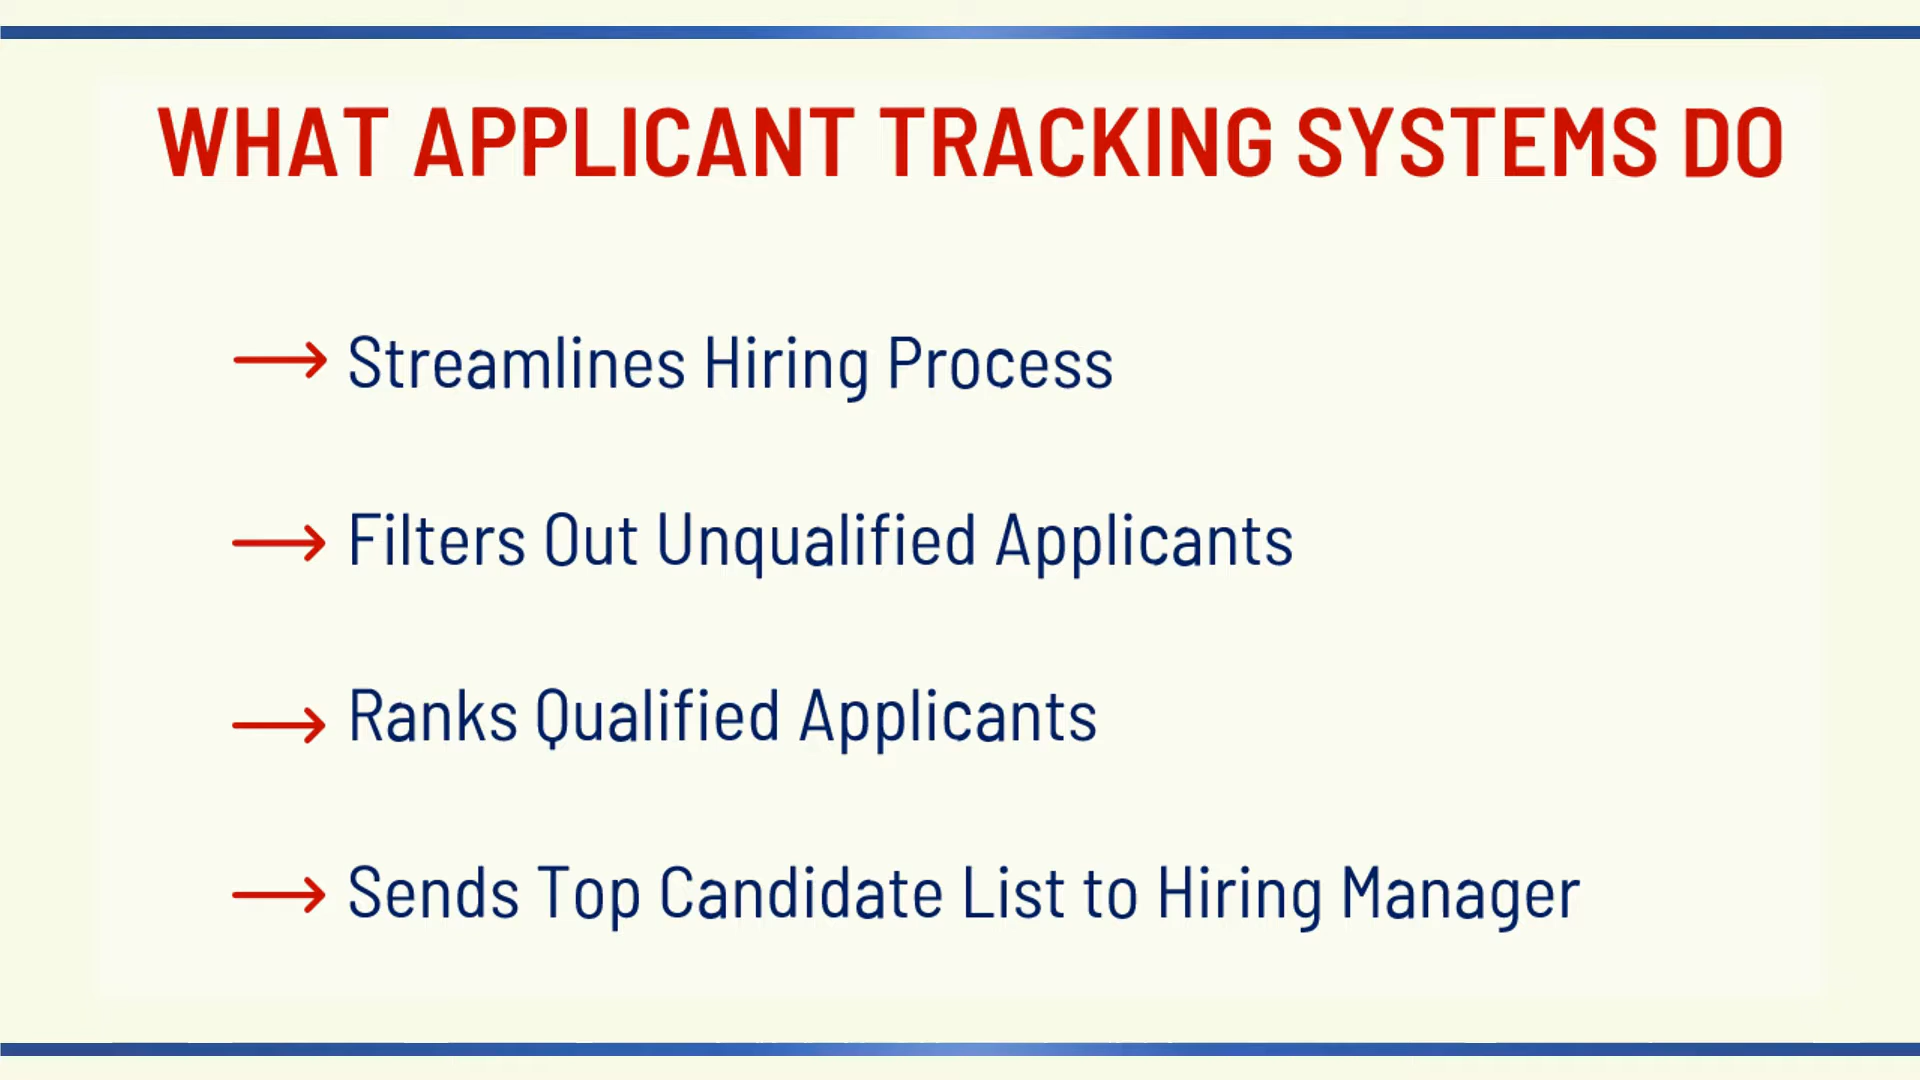 WHAT APPLICANT TRACKING SYSTEMS DO
Streamlines Hiring Process
Filters Out Unqualified Applicants
Ranks Qualified Applicants
Sends Top Candidate List to Hiring Manager